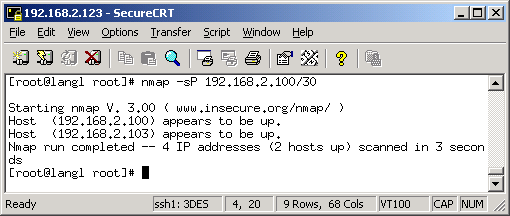 192.168.2.123 - SecureCRT
File Edit View Options Transfer Script Window Help
[root@langl root]# nmap -sP 192.168.2.100/30
Starting nmap V. 3.00 ( www.insecure.org/nmap/ )
Host  (192.168.2.100) appears to be up.
Host  (192.168.2.103) appears to be up.
Nmap run completed -- 4 IP addresses (2 hosts up) scanned in 3 secon
ds
[root@langl root]#
Ready ssh1: 3DES 4, 20 9 Rows, 68 Cols VT100 CAP NUM